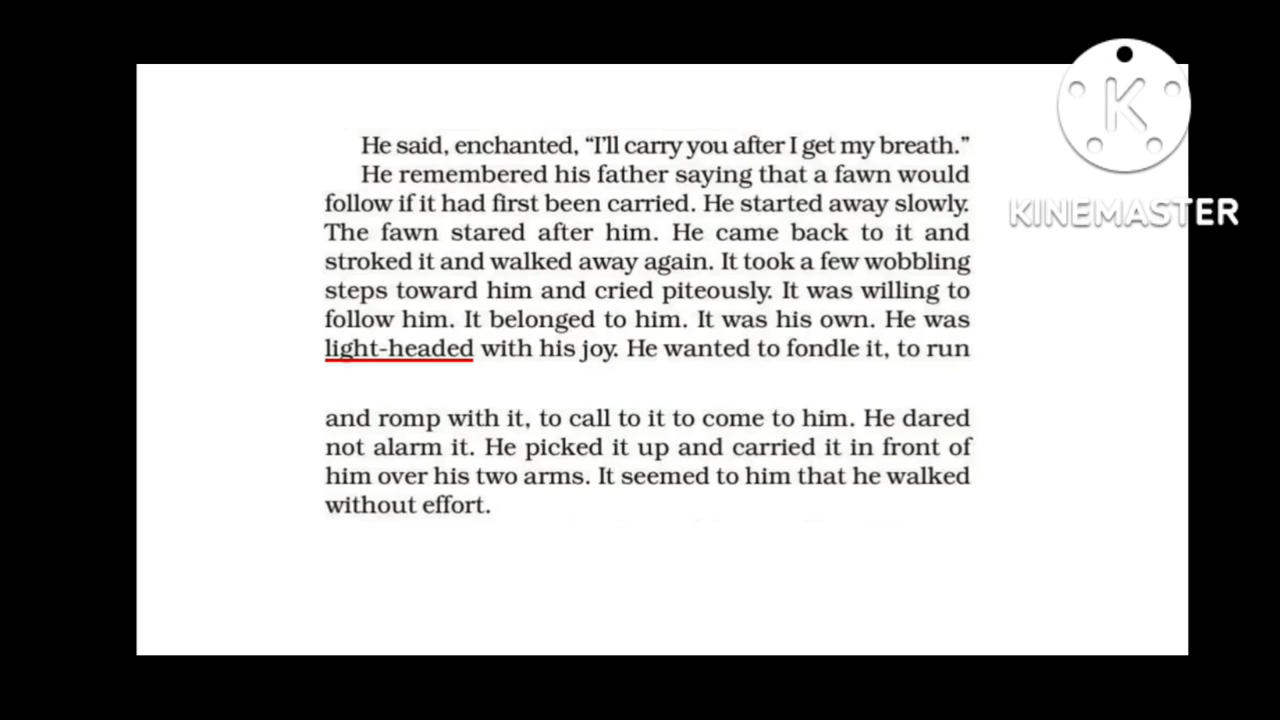 He said, enchanted, “I’ll carry you after I get my breath.”
He remembered his father saying that a fawn would
follow if it had first been carried. He started away slowly.
The fawn stared after him. He came back to it and
stroked it and walked away again. It took a few wobbling
steps toward him and cried piteously. It was willing to
follow him. It belonged to him. It was his own. He was
light-headed with his joy. He wanted to fondle it, to run
and romp with it, to call to it to come to him. He dared
not alarm it. He picked it up and carried it in front of
him over his two arms. It seemed to him that he walked
without effort.
K
KINEMASTER